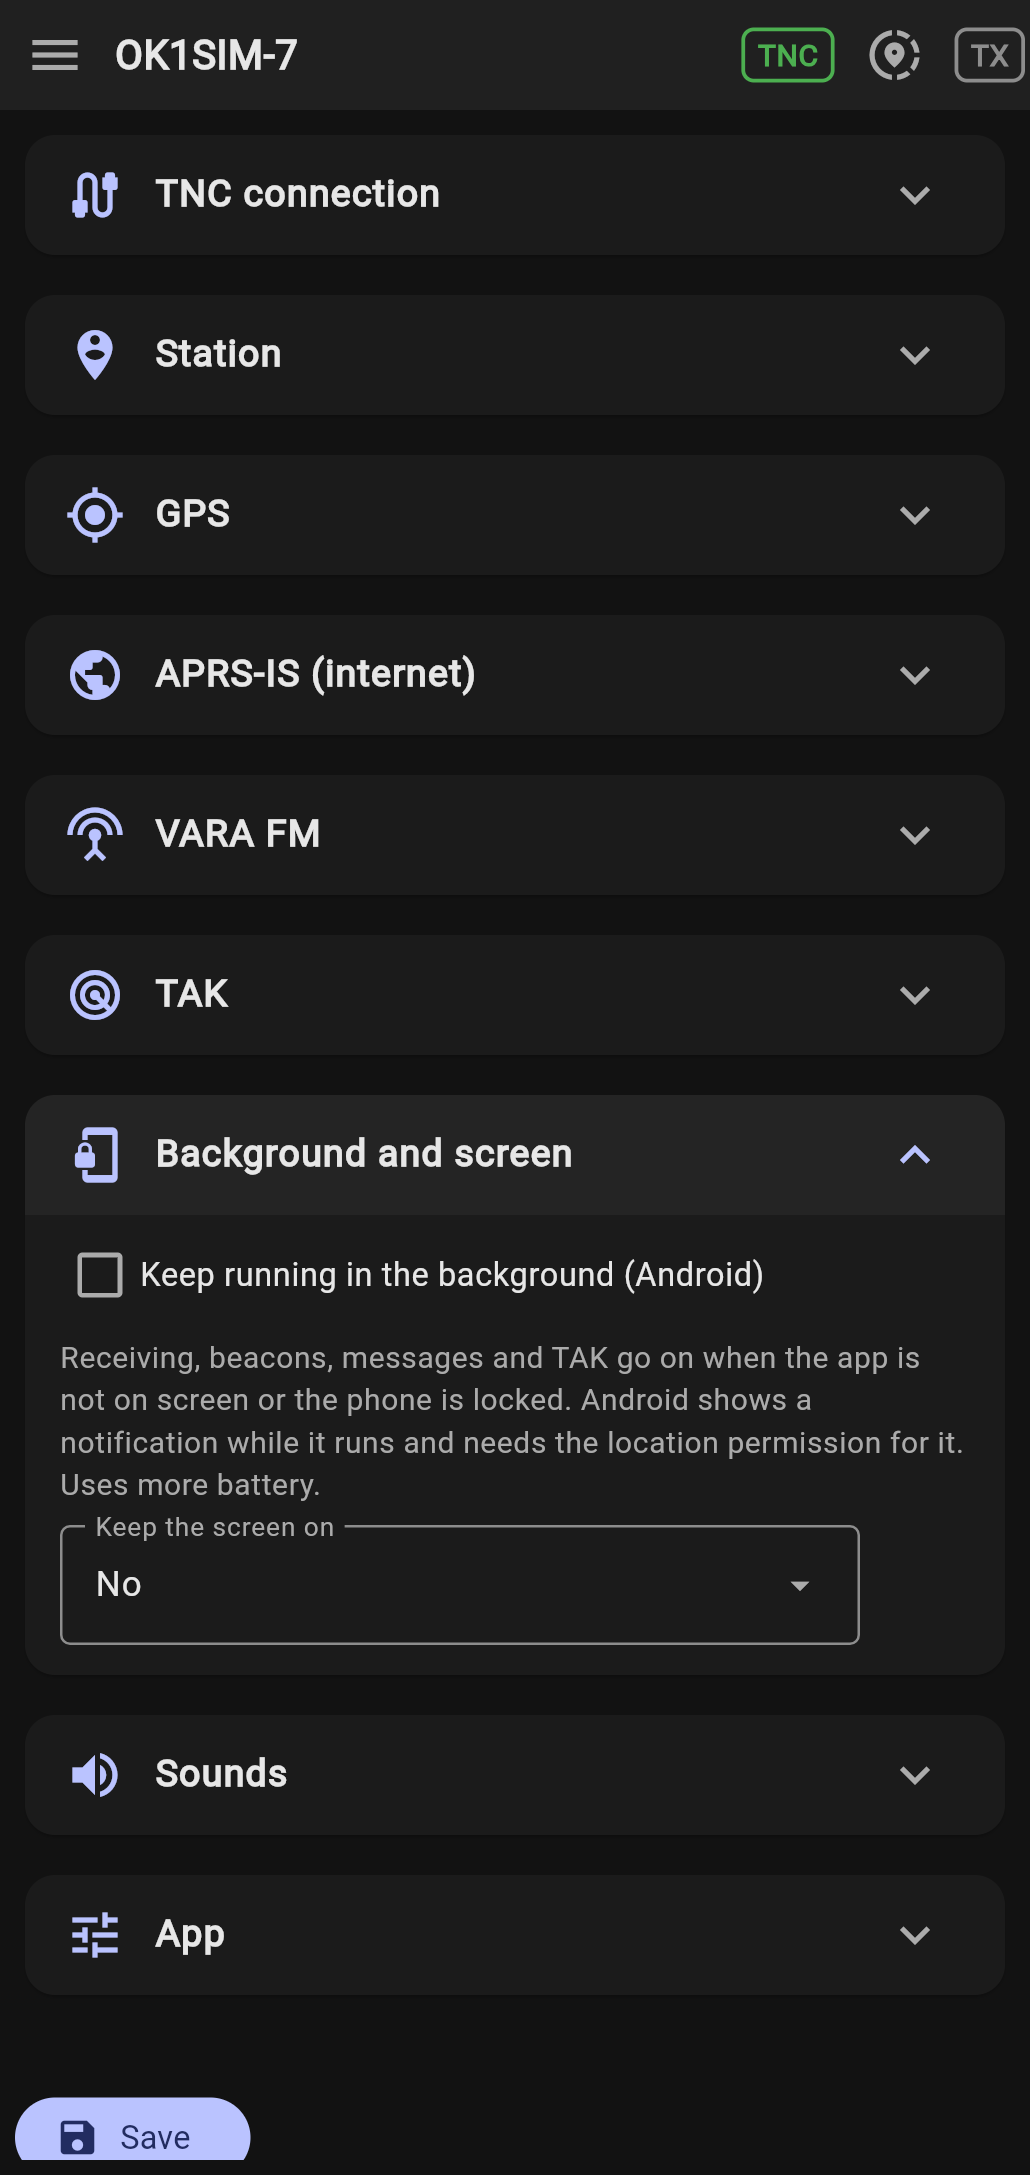 OK1SIM-7
TNC
TX
TNC connection
Station
GPS
APRS-IS (internet)
VARA FM
TAK
Background and screen
Keep running in the background (Android)
Receiving, beacons, messages and TAK go on when the app is
not on screen or the phone is locked. Android shows a
notification while it runs and needs the location permission for it.
Uses more battery.
Keep the screen on
No
Sounds
App
Save